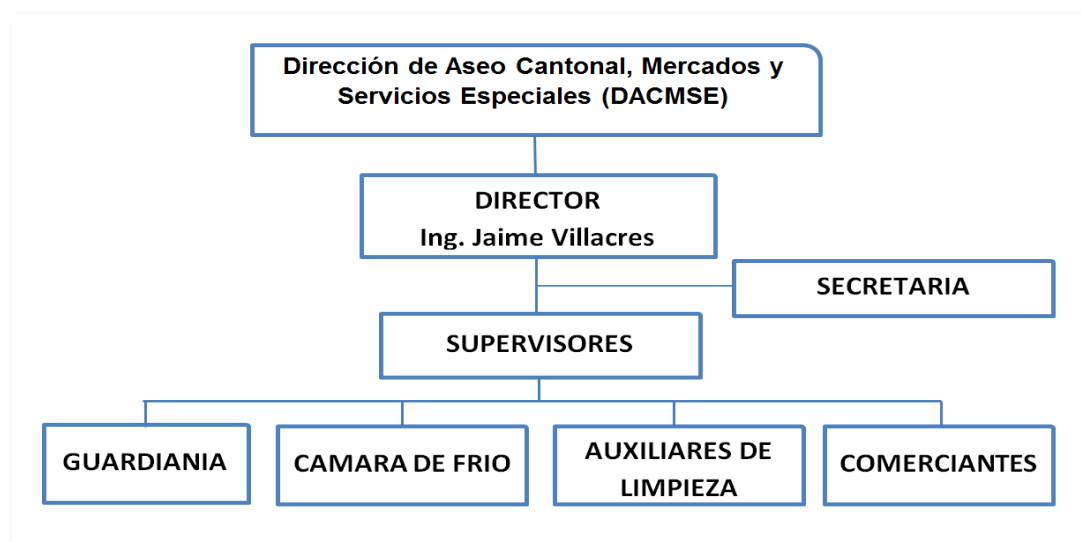 Dirección de Aseo Cantonal, Mercados y
Servicios Especiales (DACMSE)
DIRECTOR
Ing. Jaime Villacres
SECRETARIA
SUPERVISORES
GUARDIANIA
CAMARA DE FRIO
AUXILIARES DE
LIMPIEZA
COMERCIANTES